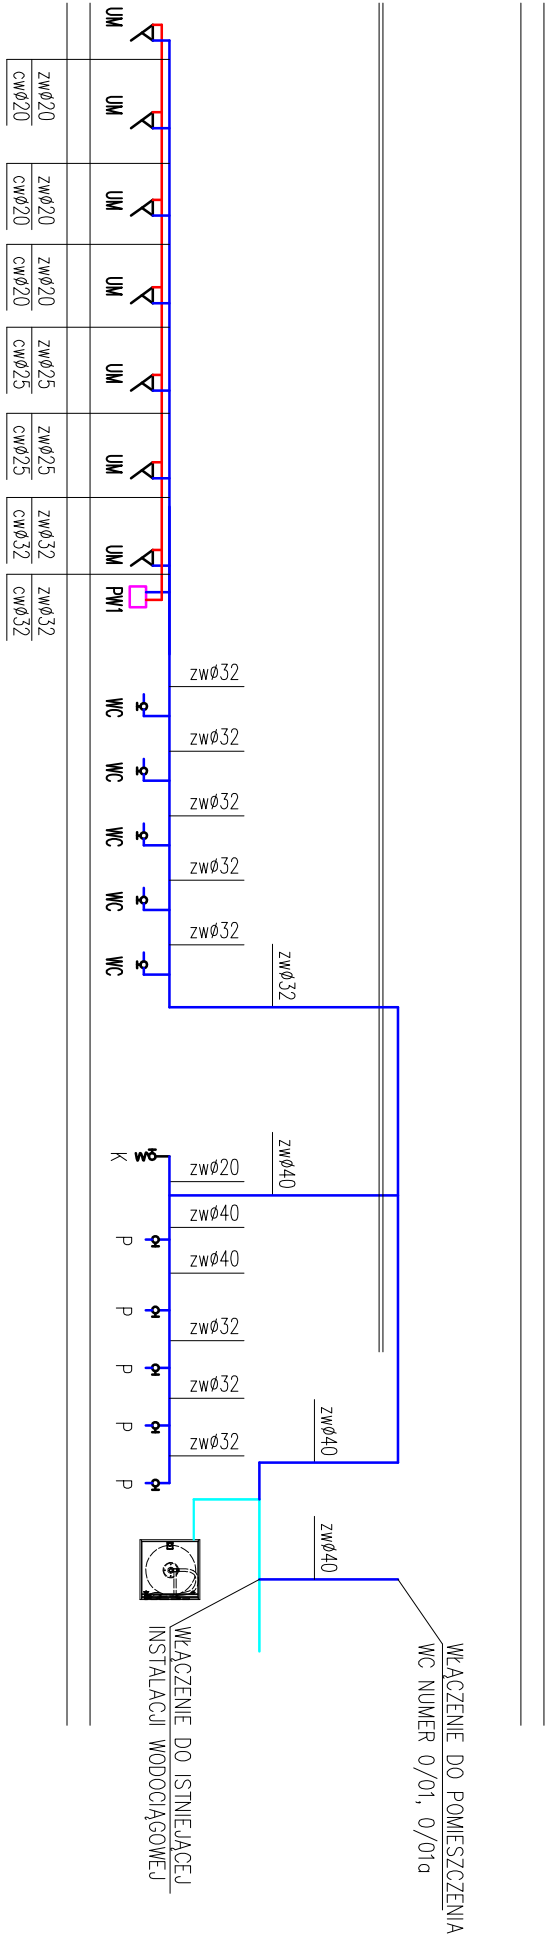 UM
zwø20
cwø20
UM
zwø20
cwø20
UM
zwø20
cwø20
UM
zwø25
cwø25
UM
zwø25
cwø25
UM
zwø32
cwø32
UM
zwø32
cwø32
PW1
zwø32
WC
zwø32
WC
zwø32
WC
zwø32
WC
zwø32
WC
zwø32
K
zwø20
zwø40
zwø40
P
zwø40
P
zwø32
P
zwø32
P
zwø32
P
zwø40
zwø40
WŁĄCZENIE DO POMIESZCZENIA
WC NUMER 0/01, 0/01a
WŁĄCZENIE DO ISTNIEJĄCEJ
INSTALACJI WODOCIĄGOWEJ